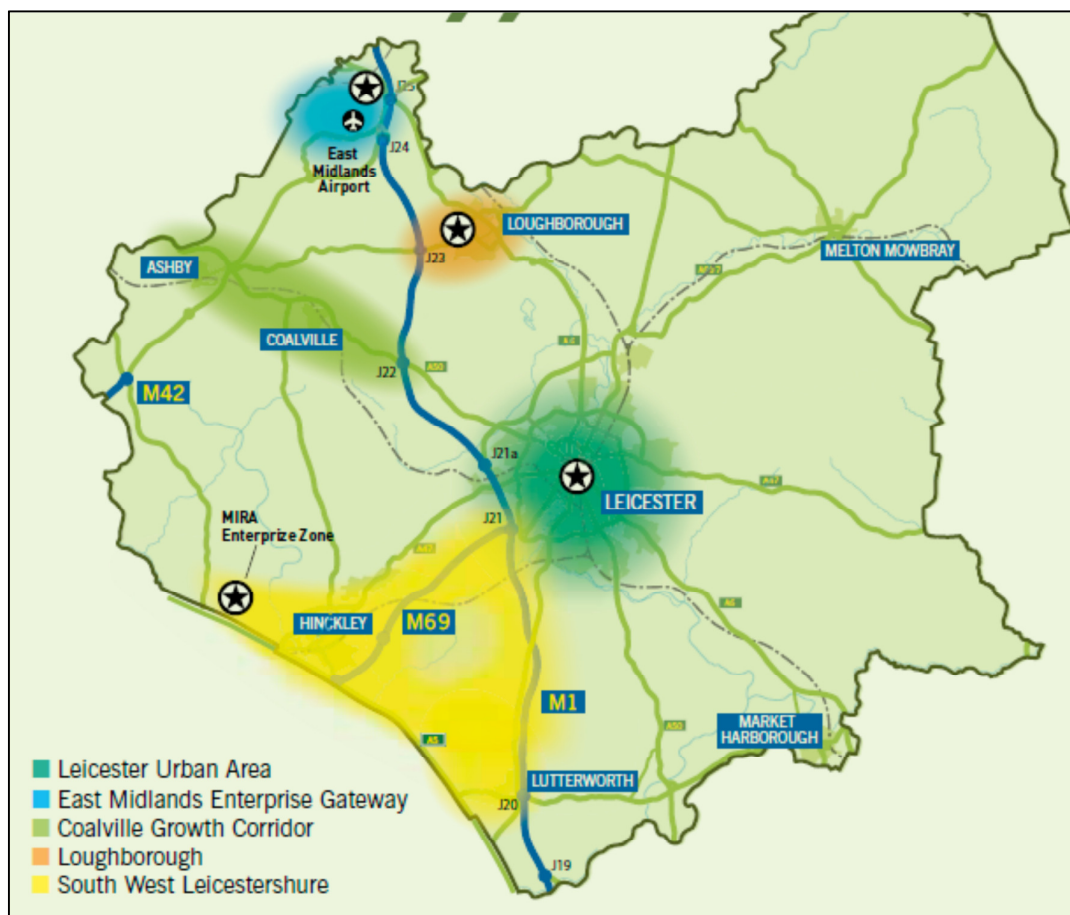 J24
East
Midlands
Airport
LOUGHBOROUGH
J23
MELTON MOWBRAY
ASHBY
COALVILLE
A50
J22
M42
J21a
A47
LEICESTER
MIRA
Enterprize Zone
J21
A47
HINCKLEY
M69
A6
M1
A50
MARKET
HARBOROUGH
A5
LUTTERWORTH
J20
J19
Leicester Urban Area
East Midlands Enterprise Gateway
Coalville Growth Corridor
Loughborough
South West Leicestershure